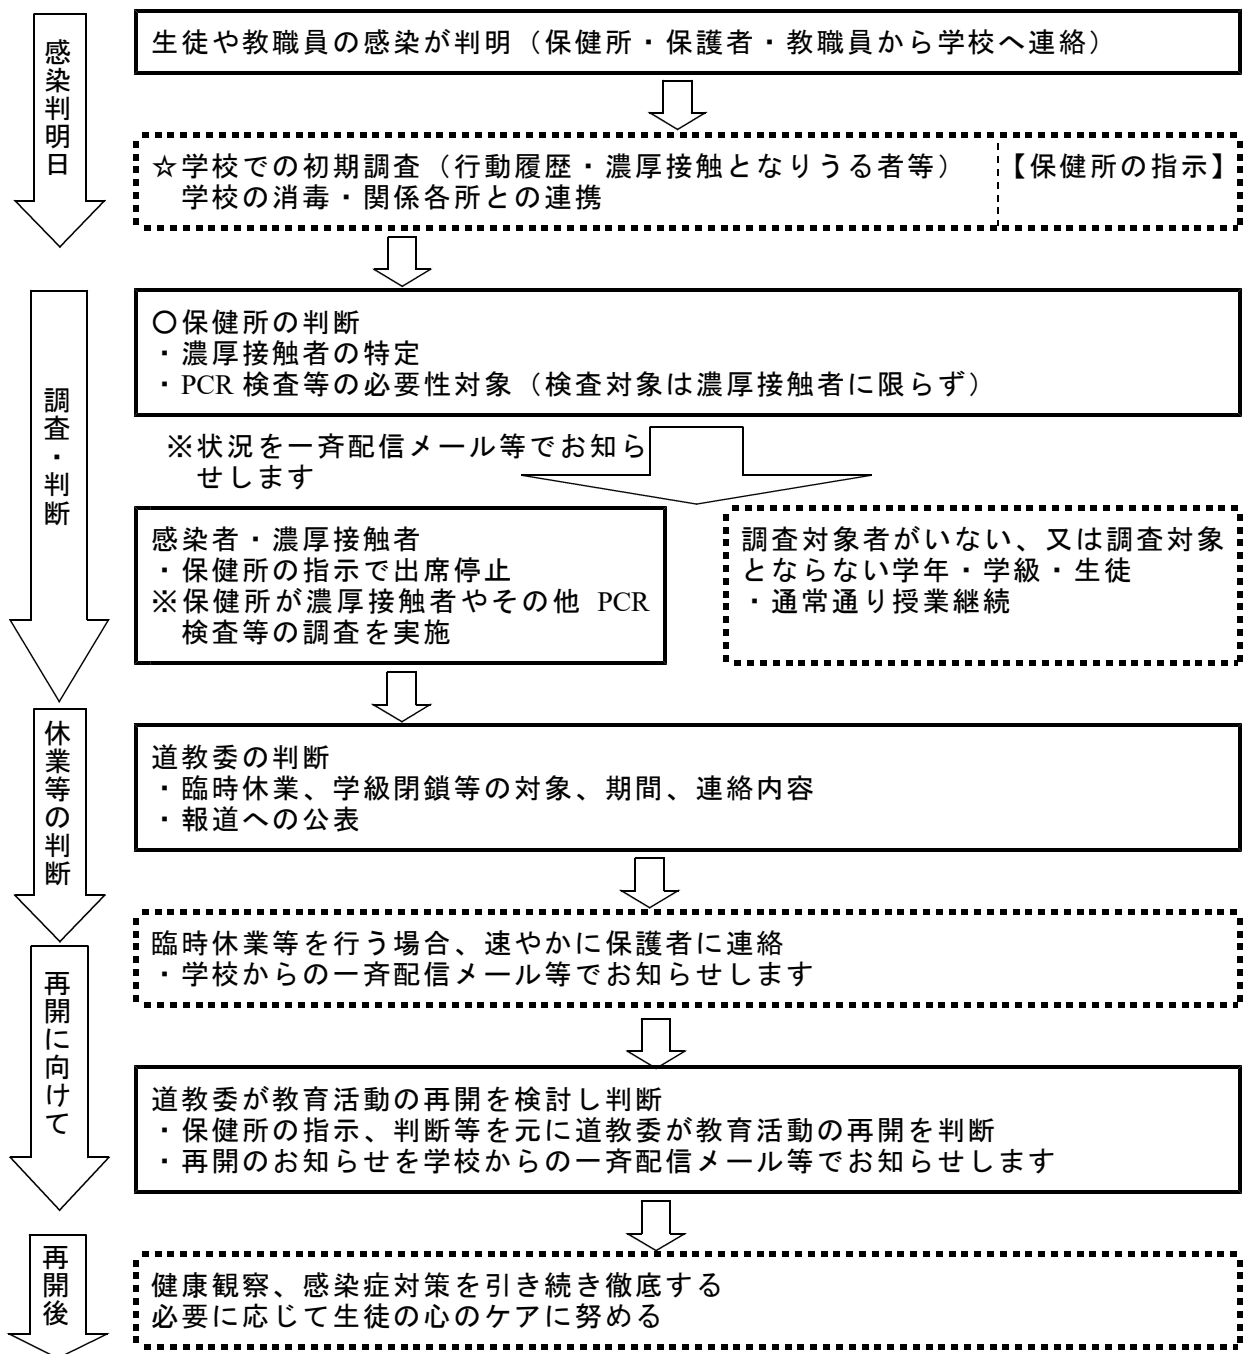 感染判明日
生徒や教職員の感染が判明（保健所・保護者・教職員から学校へ連絡）
☆学校での初期調査（行動履歴・濃厚接触となりうる者等）
学校の消毒・関係各所との連携
【保健所の指示】
調査・判断
〇保健所の判断
・濃厚接触者の特定
・PCR 検査等の必要性対象（検査対象は濃厚接触者に限らず）
※状況を一斉配信メール等でお知ら
せします
感染者・濃厚接触者
・保健所の指示で出席停止
※保健所が濃厚接触者やその他 PCR
検査等の調査を実施
調査対象者がいない、又は調査対象
とならない学年・学級・生徒
・通常通り授業継続
休業等の判断
道教委の判断
・臨時休業、学級閉鎖等の対象、期間、連絡内容
・報道への公表
臨時休業等を行う場合、速やかに保護者に連絡
・学校からの一斉配信メール等でお知らせします
再開に向けて
道教委が教育活動の再開を検討し判断
・保健所の指示、判断等を元に道教委が教育活動の再開を判断
・再開のお知らせを学校からの一斉配信メール等でお知らせします
再開後
健康観察、感染症対策を引き続き徹底する
必要に応じて生徒の心のケアに努める